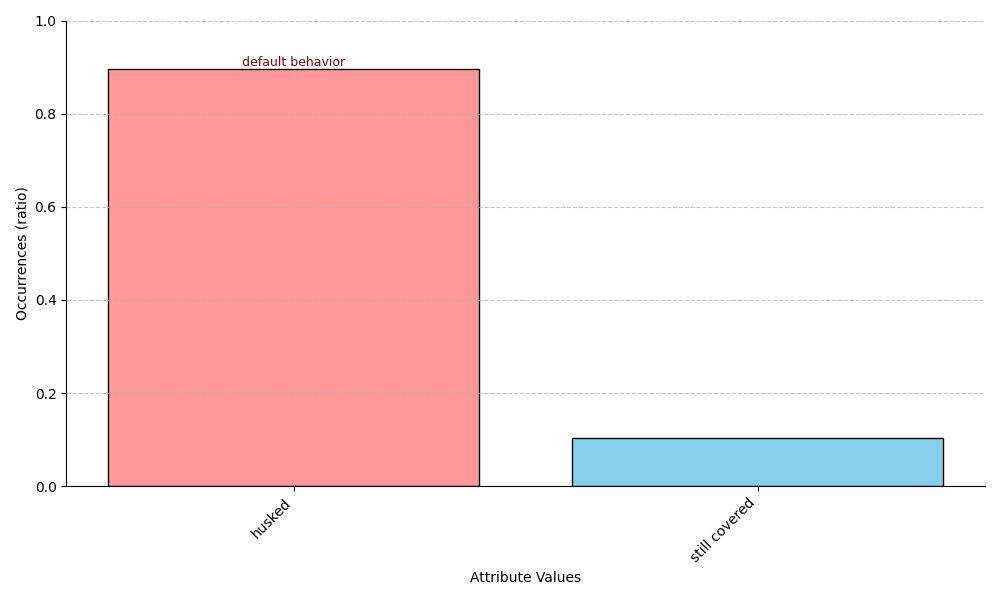 1.0
default behavior
0.8
0.6
0.4
0.2
0.0
Occurrences (ratio)
husked
still covered
Attribute Values